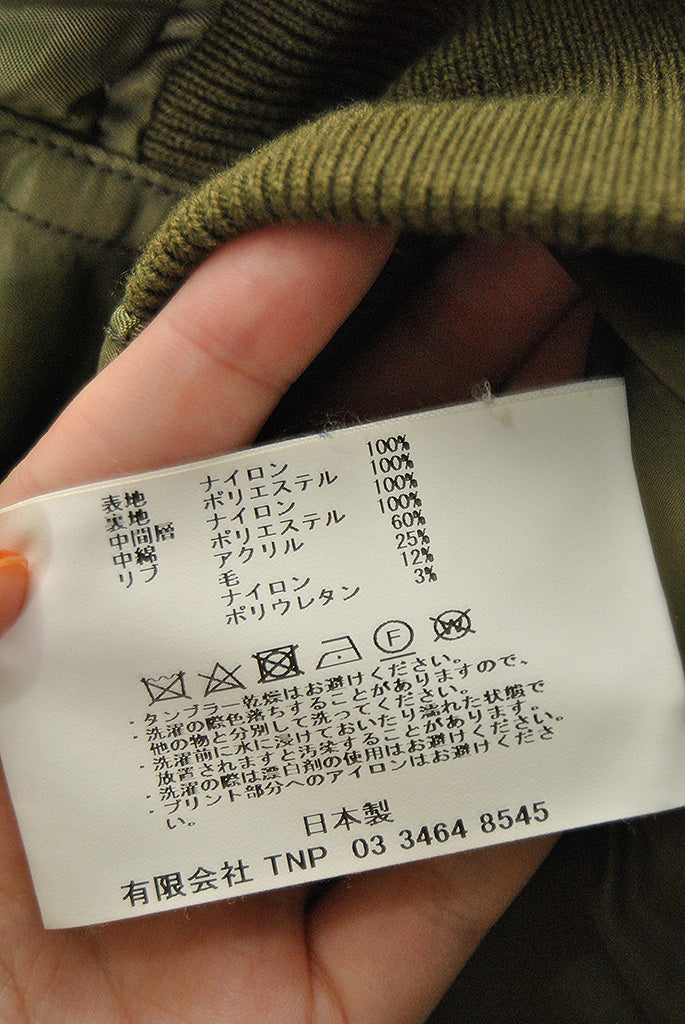 表地 ナイロン 100%
裏地 ポリエステル 100%
中間層 ナイロン 100%
中綿 ポリエステル 100%
リブ アクリル 60%
毛 25%
ナイロン 12%
ポリウレタン 3%
F W
・タンブラー乾燥はお避けください。
・洗濯の際色落ちすることがありますので、
他の物と分別して洗ってください。
・洗濯前に水に浸けておいたり濡れた状態で
放置されますと汚染することがあります。
・洗濯の際は漂白剤の使用はお避けください。
・プリント部分へのアイロンはお避けくださ
い。
日本製
有限会社 TNP 03 3464 8545